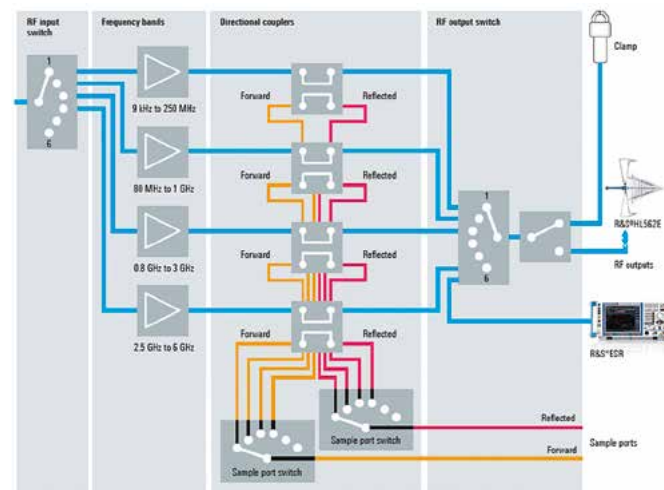 RF input
switch
Frequency bands
Directional couplers
RF output switch
1
6
9 kHz to 250 MHz
Forward
Reflected
Clamp
80 MHz to 1 GHz
Forward
Reflected
1
6
R&S®HL562E
0.8 GHz to 3 GHz
Forward
Reflected
RF outputs
2.5 GHz to 6 GHz
Forward
Reflected
R&S®ESR
Sample port switch
Reflected
Sample ports
Sample port switch
Forward